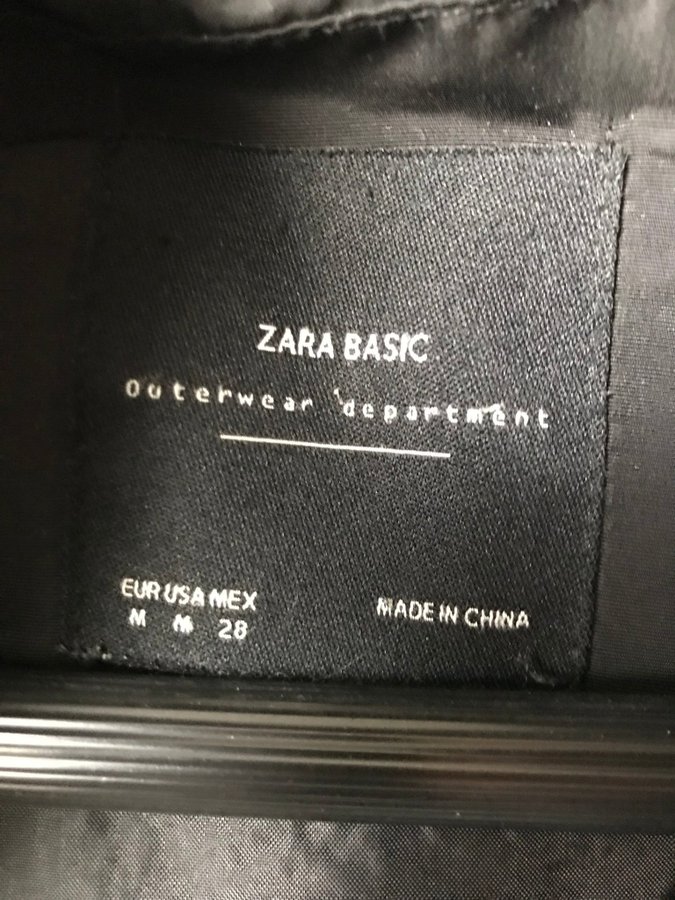 ZARA BASIC
outerwear department
EUR USA MEX
M M 28
MADE IN CHINA